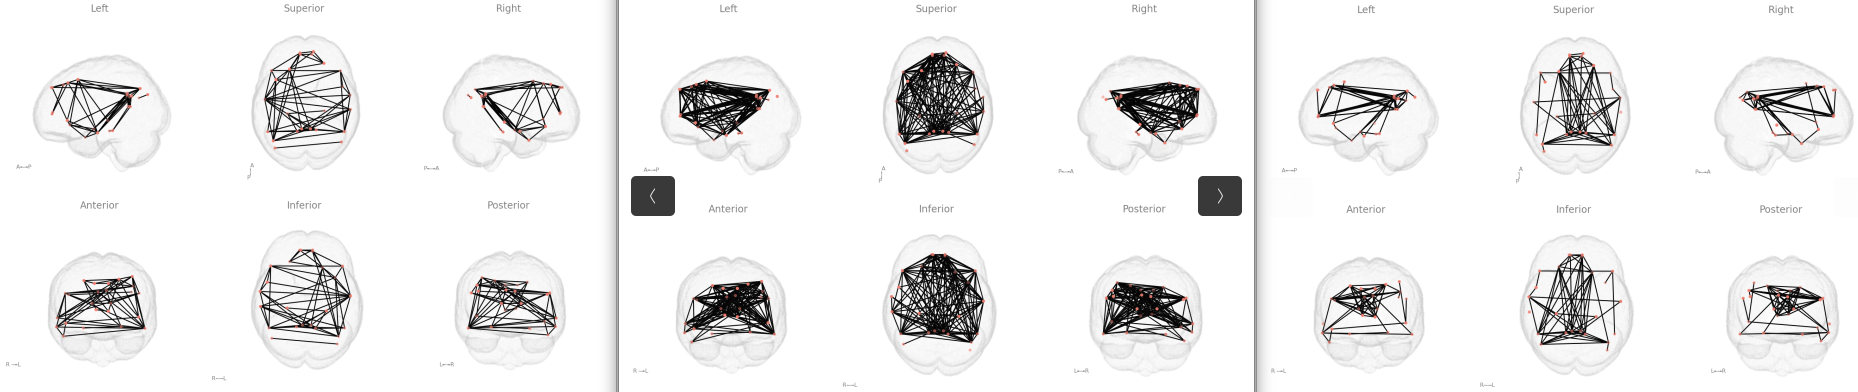 Left Superior Right
A⟵⟶P
A
P
P⟵⟶A
Anterior Inferior Posterior
R⟶L
R⟵⟶L
L⟵⟶R
Left Superior Right
A⟵⟶P
A
P
P⟵⟶A
Anterior Inferior Posterior
R⟶L
R⟵⟶L
L⟵⟶R
Left Superior Right
A⟵⟶P
A
P
P⟵⟶A
Anterior Inferior Posterior
R⟶L
R⟵⟶L
L⟵⟶R